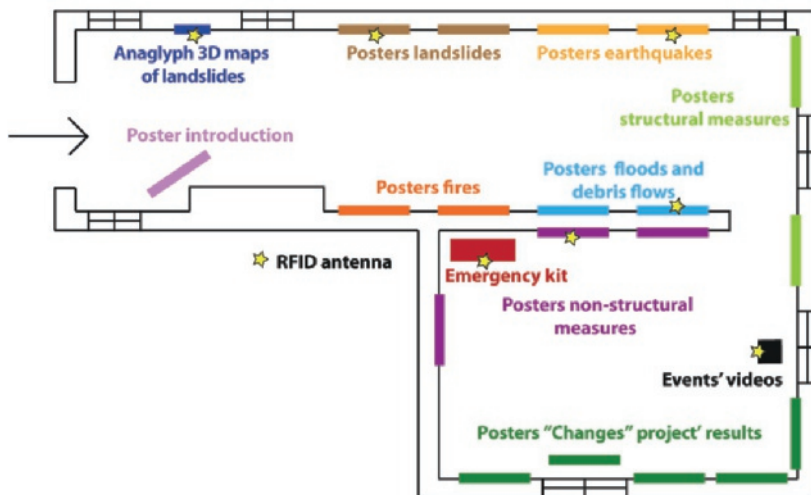 Anaglyph 3D maps
of landslides
Posters landslides
Posters earthquakes
Posters
structural measures
Poster introduction
Posters fires
Posters  floods and
debris flows
RFID antenna
Emergency kit
Posters non-structural
measures
Events' videos
Posters "Changes" project' results